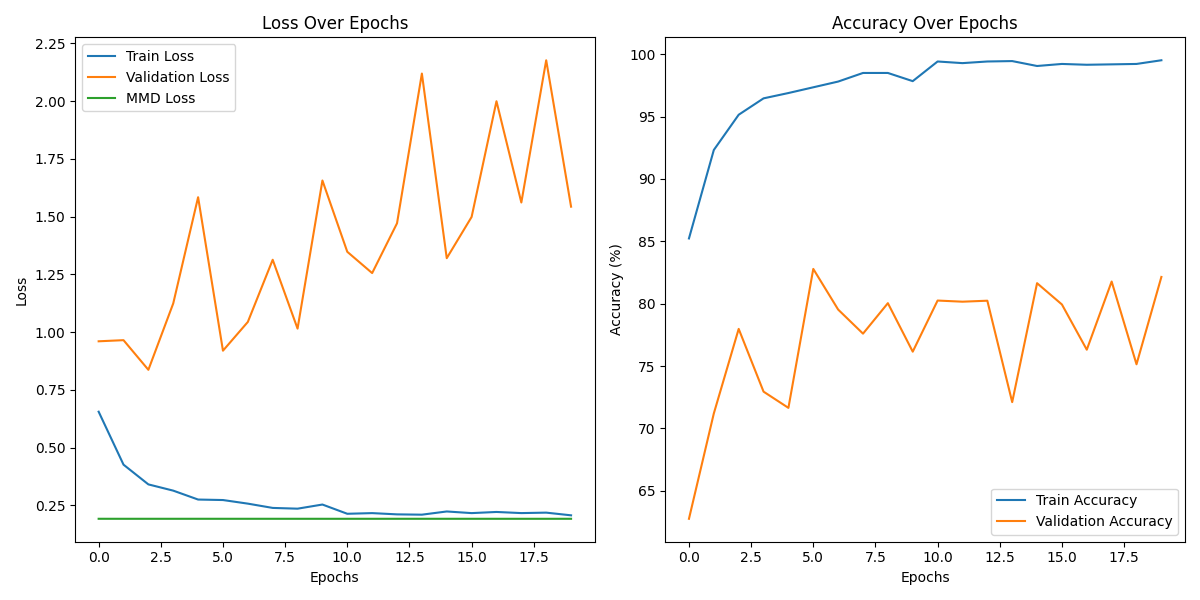 Loss Over Epochs
2.25
2.00
1.75
1.50
1.25
1.00
0.75
0.50
0.25
Loss
Train Loss
Validation Loss
MMD Loss
0.0 2.5 5.0 7.5 10.0 12.5 15.0 17.5
Epochs
Accuracy Over Epochs
100
95
90
85
80
75
70
65
Accuracy (%)
Train Accuracy
Validation Accuracy
0.0 2.5 5.0 7.5 10.0 12.5 15.0 17.5
Epochs